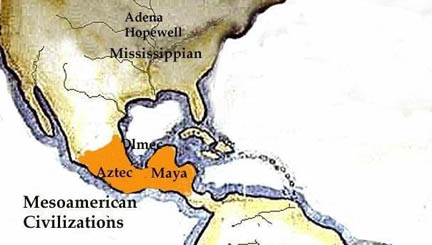 Adena
Hopewell
Mississippian
Olmec
Aztec Maya
Mesoamerican
Civilizations